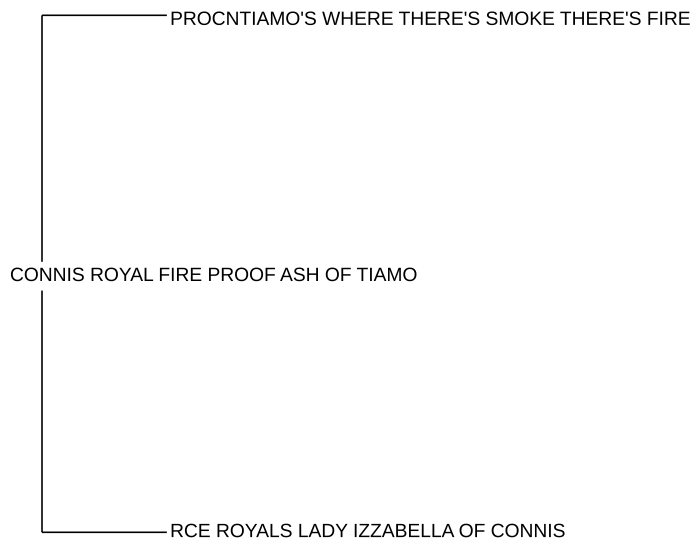 PROCNTIAMO'S WHERE THERE'S SMOKE THERE'S FIRE
CONNIS ROYAL FIRE PROOF ASH OF TIAMO
RCE ROYALS LADY IZZABELLA OF CONNIS